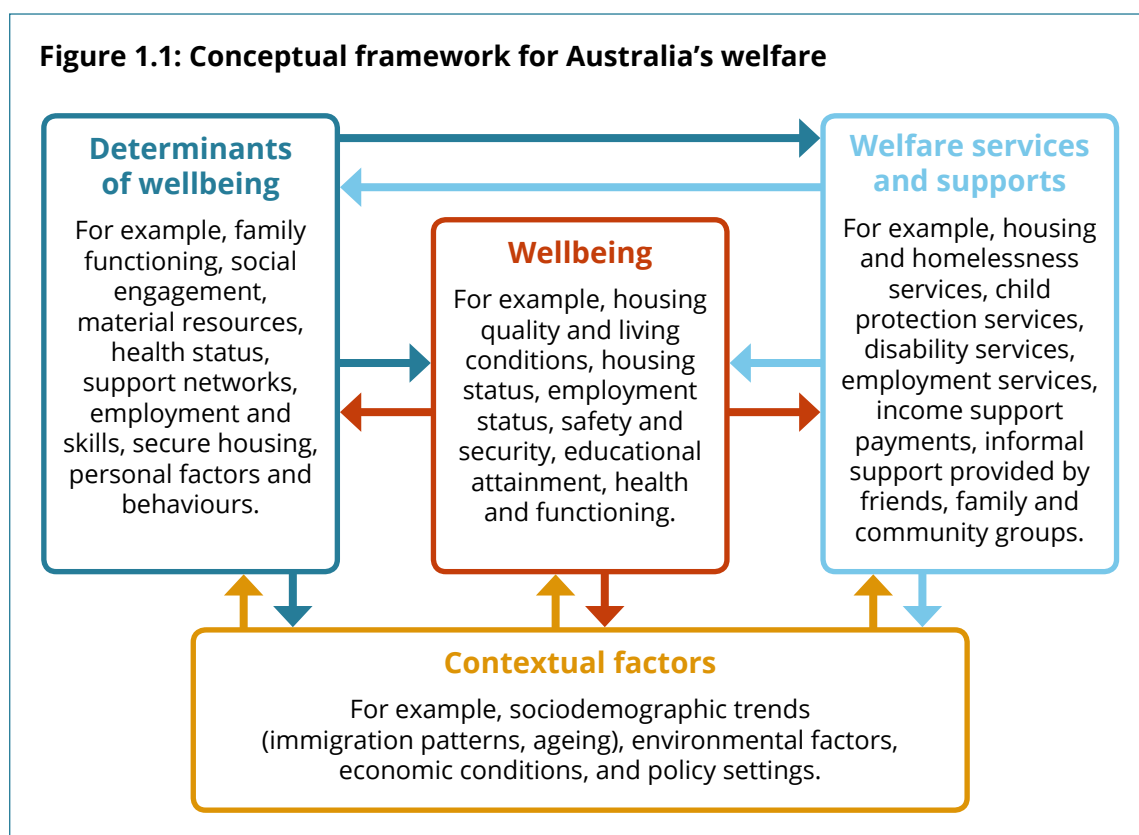 Figure 1.1: Conceptual framework for Australia’s welfare
Determinants
of wellbeing
For example, family
functioning, social
engagement,
material resources,
health status,
support networks,
employment and
skills, secure housing,
personal factors and
behaviours.
Wellbeing
For example, housing
quality and living
conditions, housing
status, employment
status, safety and
security, educational
attainment, health
and functioning.
Welfare services
and supports
For example, housing
and homelessness
services, child
protection services,
disability services,
employment services,
income support
payments, informal
support provided by
friends, family and
community groups.
Contextual factors
For example, sociodemographic trends
(immigration patterns, ageing), environmental factors,
economic conditions, and policy settings.